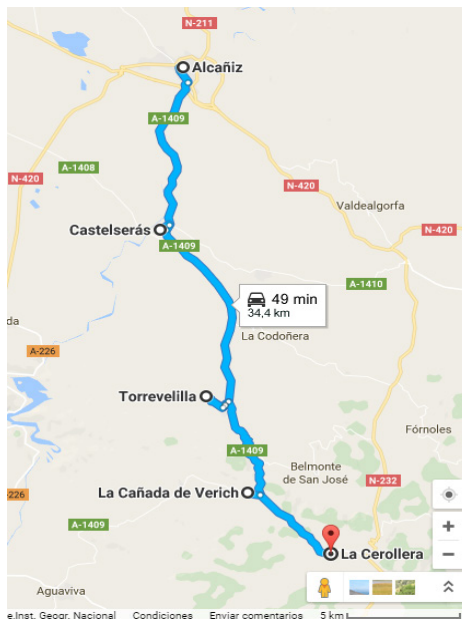 N-211
Alcañiz
A-1409
A-1408
N-420
N-420
Valdealgorfa
Castelserás
N-420
A-1409
A-1410
49 min
34,4 km
da
La Codoñera
A-226
Torrevelilla
Fórnoles
A-1409
Belmonte
de San José
N-232
226
La Cañada de Verich
A-1409
La Cerollera
Aguaviva
e.Inst. Geogr. Nacional Condiciones Enviar comentarios 5 km